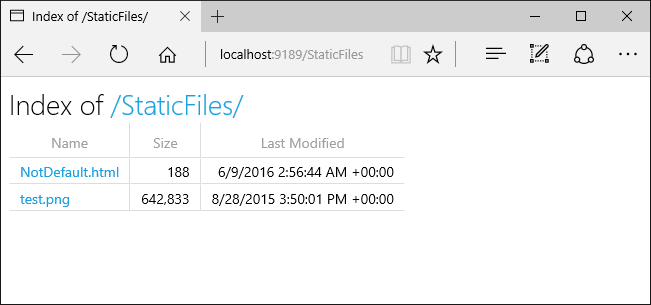 Index of /StaticFiles/
localhost:9189/StaticFiles
Index of /StaticFiles/
Name Size Last Modified
NotDefault.html 188 6/9/2016 2:56:44 AM +00:00
test.png 642,833 8/28/2015 3:50:01 PM +00:00